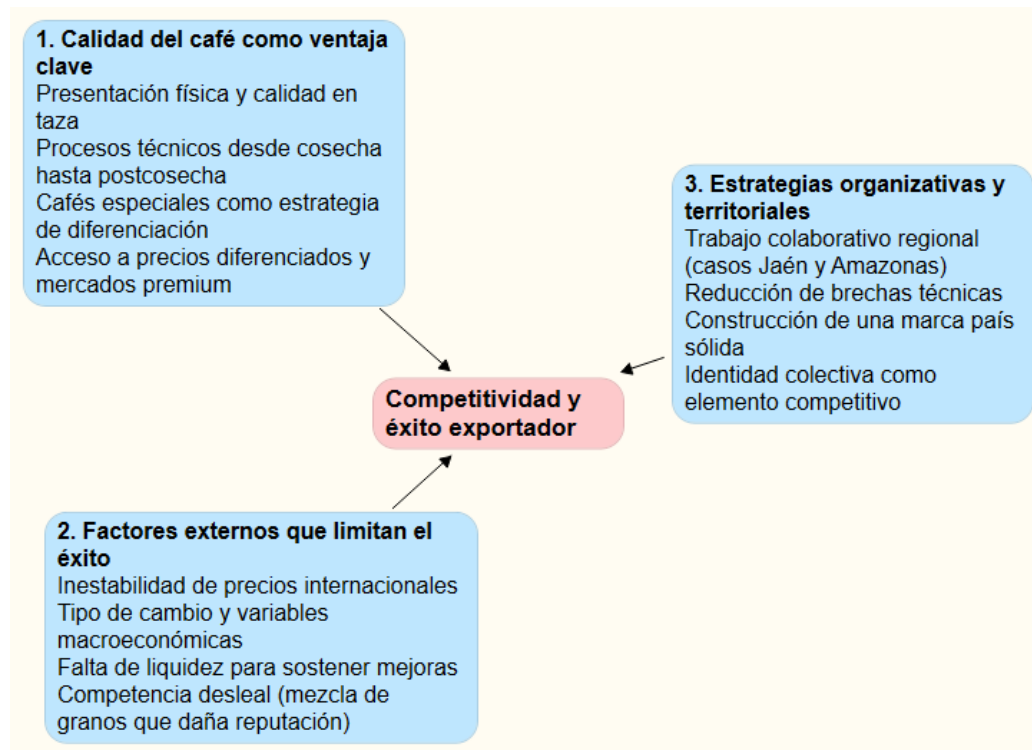 1. Calidad del café como ventaja
clave
Presentación física y calidad en
taza
Procesos técnicos desde cosecha
hasta postcosecha
Cafés especiales como estrategia
de diferenciación
Acceso a precios diferenciados y
mercados premium
3. Estrategias organizativas y
territoriales
Trabajo colaborativo regional
(casos Jaén y Amazonas)
Reducción de brechas técnicas
Construcción de una marca país
sólida
Identidad colectiva como
elemento competitivo
Competitividad y
éxito exportador
2. Factores externos que limitan el
éxito
Inestabilidad de precios internacionales
Tipo de cambio y variables
macroeconómicas
Falta de liquidez para sostener mejoras
Competencia desleal (mezcla de
granos que daña reputación)